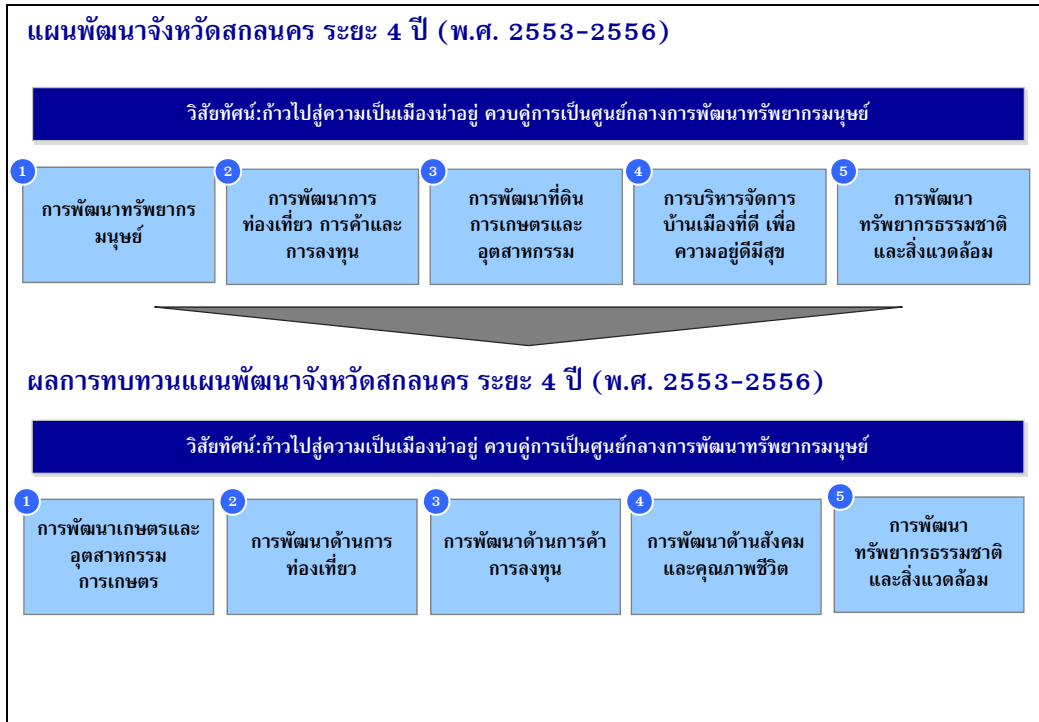 แผนพัฒนาจังหวัดสกลนคร ระยะ 4 ปี (พ.ศ. 2553-2556)
วิสัยทัศน์:ก้าวไปสู่ความเป็นเมืองน่าอยู่ ควบคู่การเป็นศูนย์กลางการพัฒนาทรัพยากรมนุษย์
1
การพัฒนาทรัพยากร
มนุษย์
2
การพัฒนาการ
ท่องเที่ยว การค้าและ
การลงทุน
3
การพัฒนาที่ดิน
การเกษตรและ
อุตสาหกรรม
4
การบริหารจัดการ
บ้านเมืองที่ดี เพื่อ
ความอยู่ดีมีสุข
5
การพัฒนา
ทรัพยากรธรรมชาติ
และสิ่งแวดล้อม
ผลการทบทวนแผนพัฒนาจังหวัดสกลนคร ระยะ 4 ปี (พ.ศ. 2553-2556)
วิสัยทัศน์:ก้าวไปสู่ความเป็นเมืองน่าอยู่ ควบคู่การเป็นศูนย์กลางการพัฒนาทรัพยากรมนุษย์
1
การพัฒนาเกษตรและ
อุตสาหกรรม
การเกษตร
2
การพัฒนาด้านการ
ท่องเที่ยว
3
การพัฒนาด้านการค้า
การลงทุน
4
การพัฒนาด้านสังคม
และคุณภาพชีวิต
5
การพัฒนา
ทรัพยากรธรรมชาติ
และสิ่งแวดล้อม